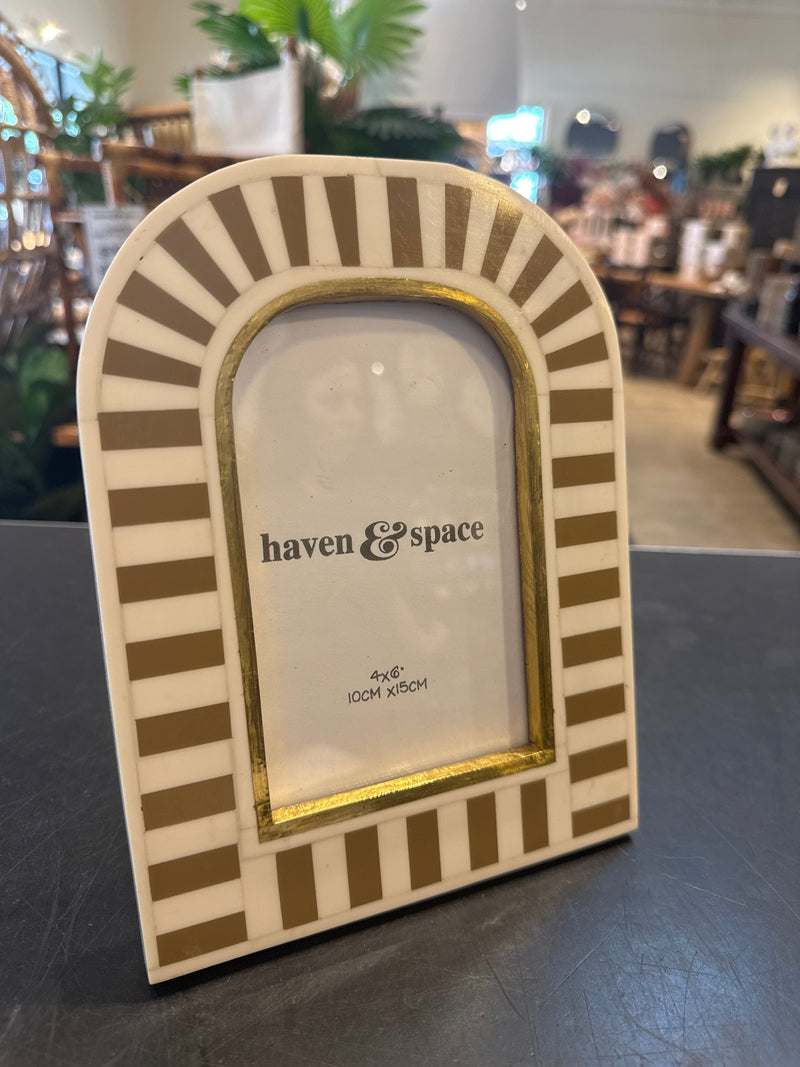 haven & space
4x6"
10CM x15CM